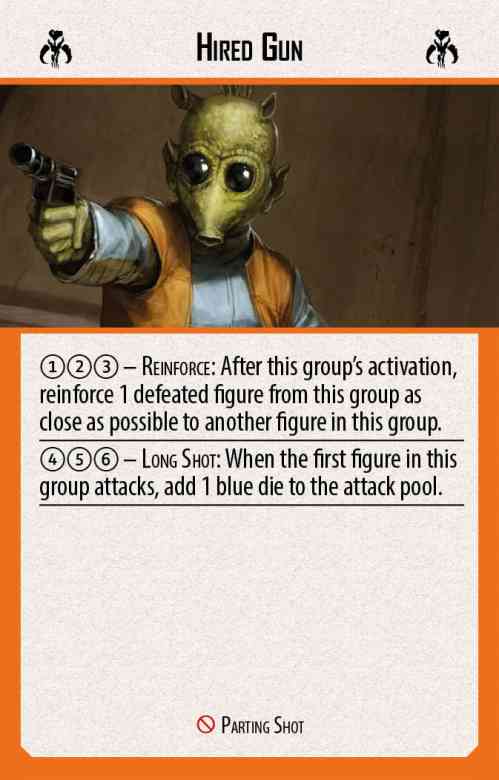 Hired Gun
①②③ – Reinforce: After this group’s activation,
reinforce 1 defeated figure from this group as
close as possible to another figure in this group.
④⑤⑥ – Long Shot: When the first figure in this
group attacks, add 1 blue die to the attack pool.
Parting Shot